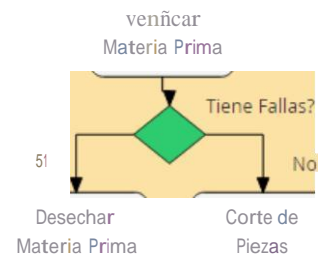 venñcar
Materia Prima
Tiene Fallas?
51
No
Desechar
Materia Prima
Corte de
Piezas